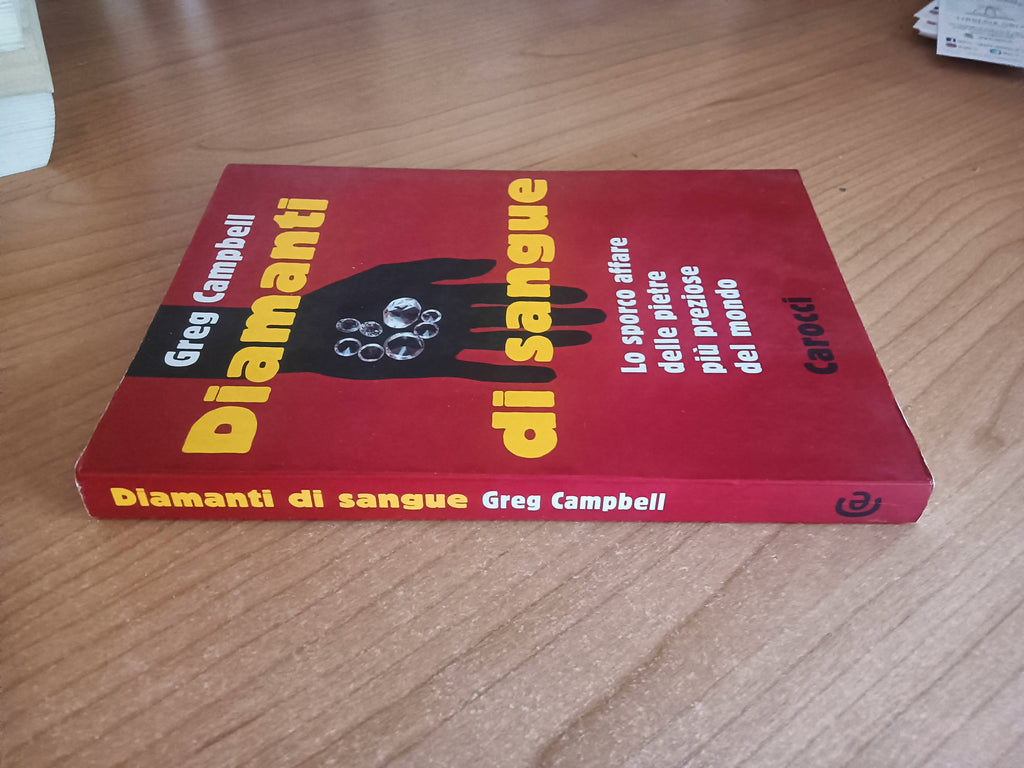 Greg Campbell
Diamanti
di sangue
Lo sporco affare
delle pietre
più preziose
del mondo
Carocci
Diamanti di sangue Greg Campbell